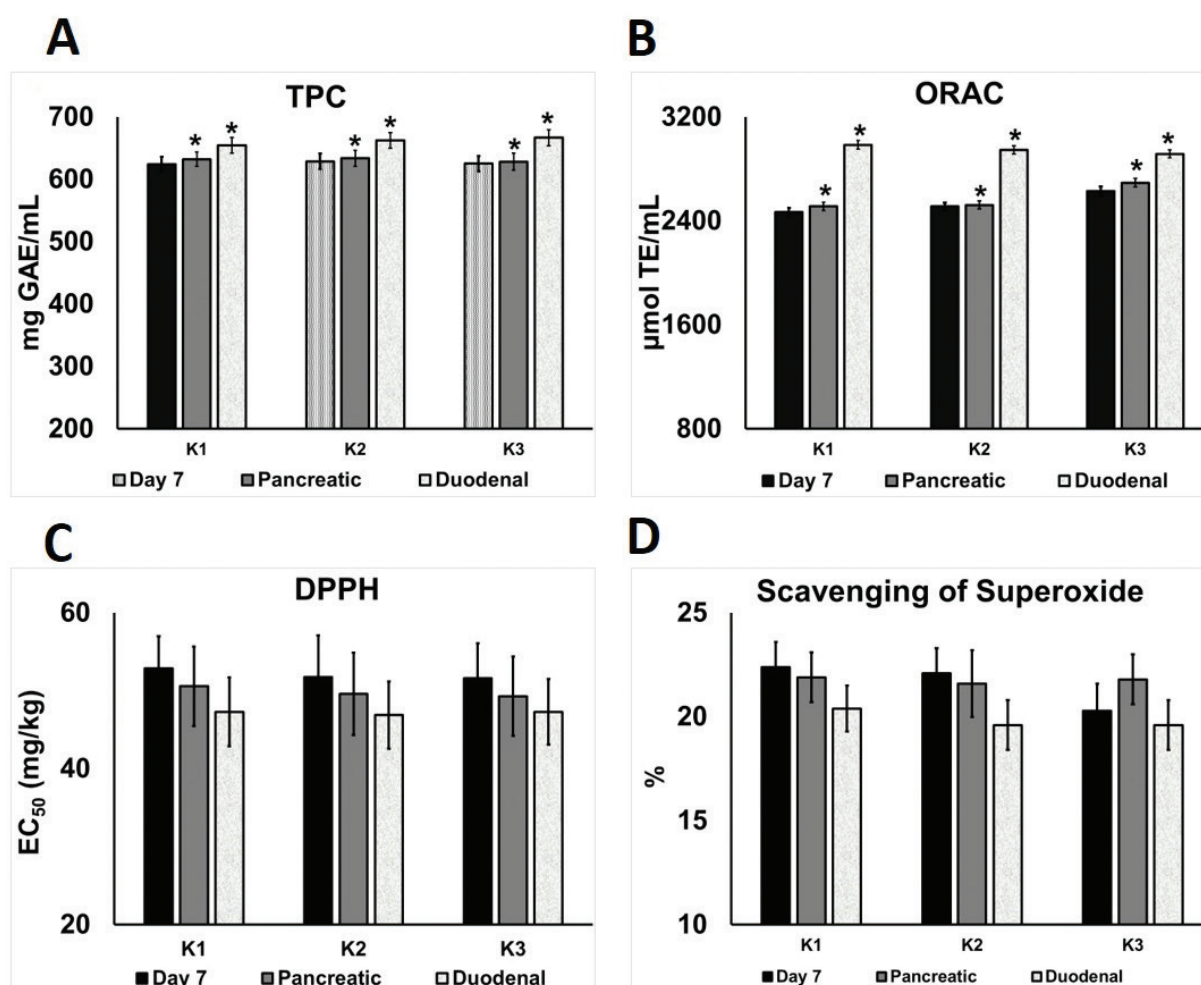 A
TPC
700
600
500
400
300
200
mg GAE/mL
* * *
* * *
* * *
K1 K2 K3
Day 7 Pancreatic Duodenal
B
ORAC
3200
2400
1600
800
µmol TE/mL
* *
* *
* *
K1 K2 K3
Day 7 Pancreatic Duodenal
C
DPPH
60
40
20
EC50 (mg/kg)
K1 K2 K3
Day 7 Pancreatic Duodenal
D
Scavenging of Superoxide
25
20
15
10
%
K1 K2 K3
Day 7 Pancreatic Duodenal